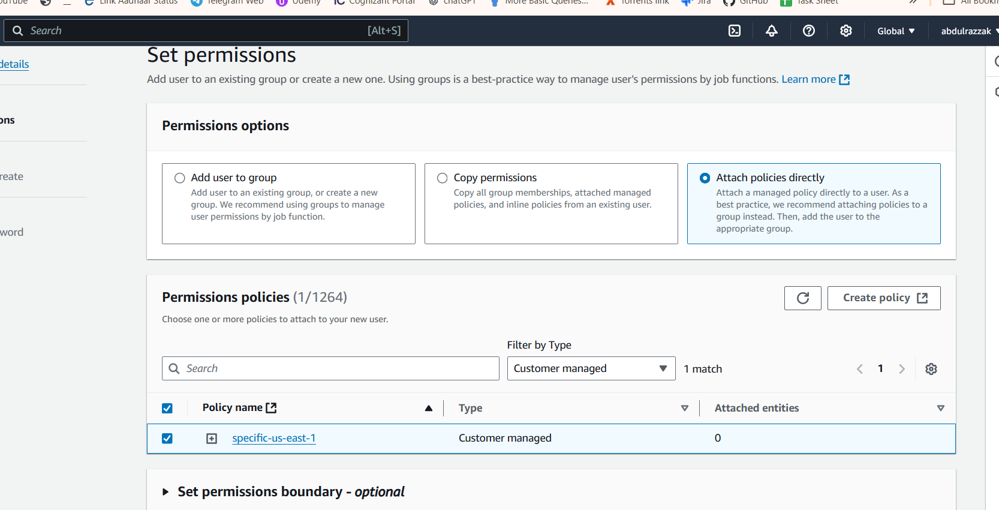 Link Aadhaar Status Telegram Web Udemy Cognizant Portal chatGPT More Basic Queries... Torrents link Jira GitHub Task Sheet
Search [Alt+S] Global abdulrazzak
details
Set permissions
Add user to an existing group or create a new one. Using groups is a best-practice way to manage user's permissions by job functions. Learn more
ons
reate
word
Permissions options
Add user to group
Add user to an existing group, or create a new
group. We recommend using groups to manage
user permissions by job function.
Copy permissions
Copy all group memberships, attached managed
policies, and inline policies from an existing user.
Attach policies directly
Attach a managed policy directly to a user. As a
best practice, we recommend attaching policies to a
group instead. Then, add the user to the
appropriate group.
Permissions policies (1/1264)
Create policy
Choose one or more policies to attach to your new user.
Filter by Type
Search Customer managed 1 match 1
Policy name Type Attached entities
specific-us-east-1 Customer managed 0
Set permissions boundary - optional